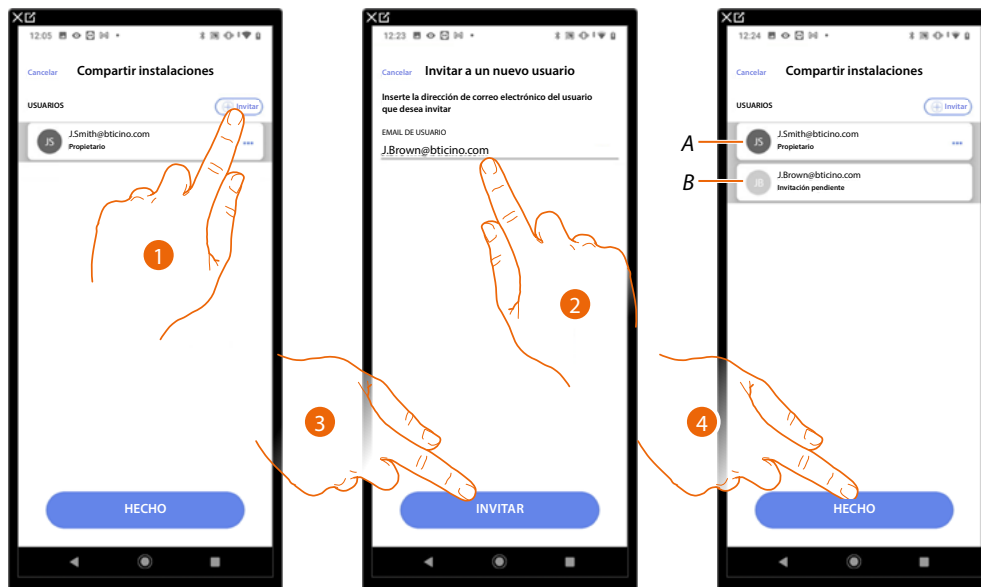 12:05
Cancelar Compartir instalaciones
USUARIOS Invitar
JS J.Smith@bticino.com
Propietario
1
HECHO
12:23
Cancelar Invitar a un nuevo usuario
Inserte la dirección de correo electrónico del usuario
que desea invitar
EMAIL DE USUARIO
J.Brown@bticino.com
2
3
INVITAR
12:24
Cancelar Compartir instalaciones
USUARIOS Invitar
A JS J.Smith@bticino.com
Propietario
B JB J.Brown@bticino.com
Invitación pendiente
4
HECHO